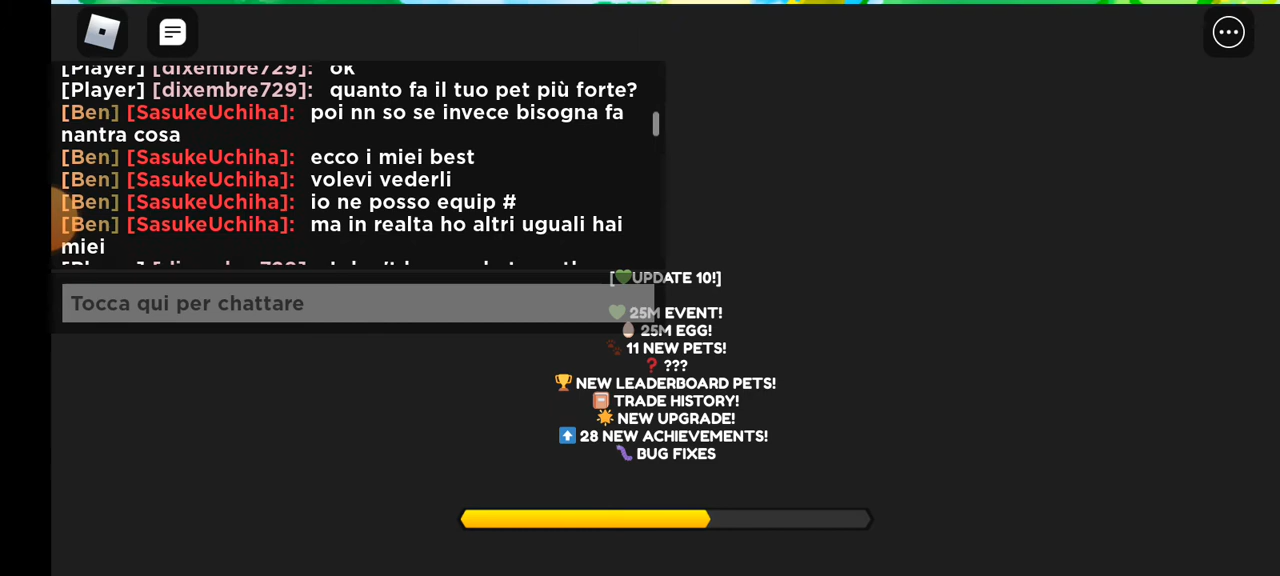 [Player] [dixembre729]: ok
[Player] [dixembre729]: quanto fa il tuo pet più forte?
[Ben] [SasukeUchiha]: poi nn so se invece bisogna fa
nantra cosa
[Ben] [SasukeUchiha]: ecco i miei best
[Ben] [SasukeUchiha]: volevi vederli
[Ben] [SasukeUchiha]: io ne posso equip #
[Ben] [SasukeUchiha]: ma in realta ho altri uguali hai
miei
Tocca qui per chattare
[💚UPDATE 10!]
💚 25M EVENT!
🥚 25M EGG!
🐾 11 NEW PETS!
❓ ???
🏆 NEW LEADERBOARD PETS!
📔 TRADE HISTORY!
🌟 NEW UPGRADE!
⬆️ 28 NEW ACHIEVEMENTS!
🐛 BUG FIXES